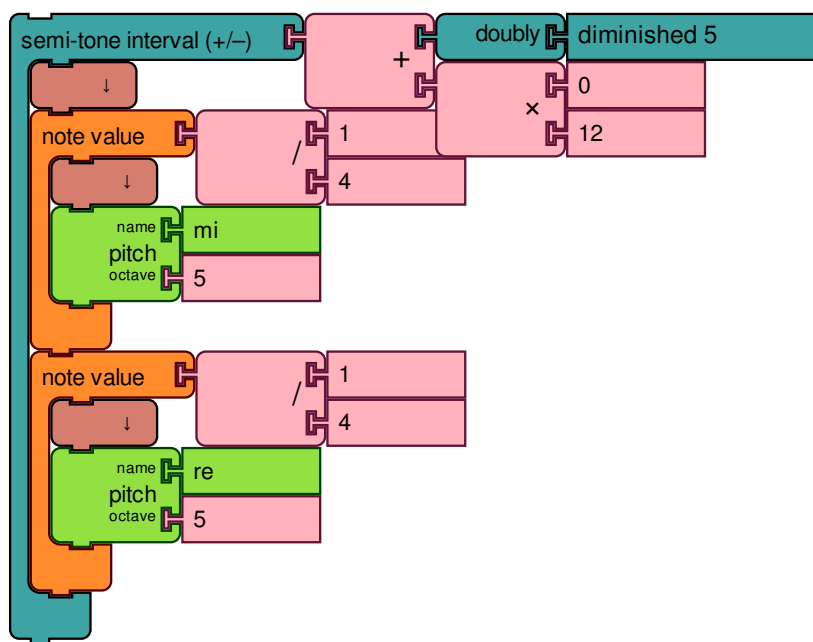 semi-tone interval (+/–) + doubly diminished 5
↓ × 0
12
note value / 1
4
↓
name mi
pitch
octave 5
note value / 1
4
↓
name re
pitch
octave 5